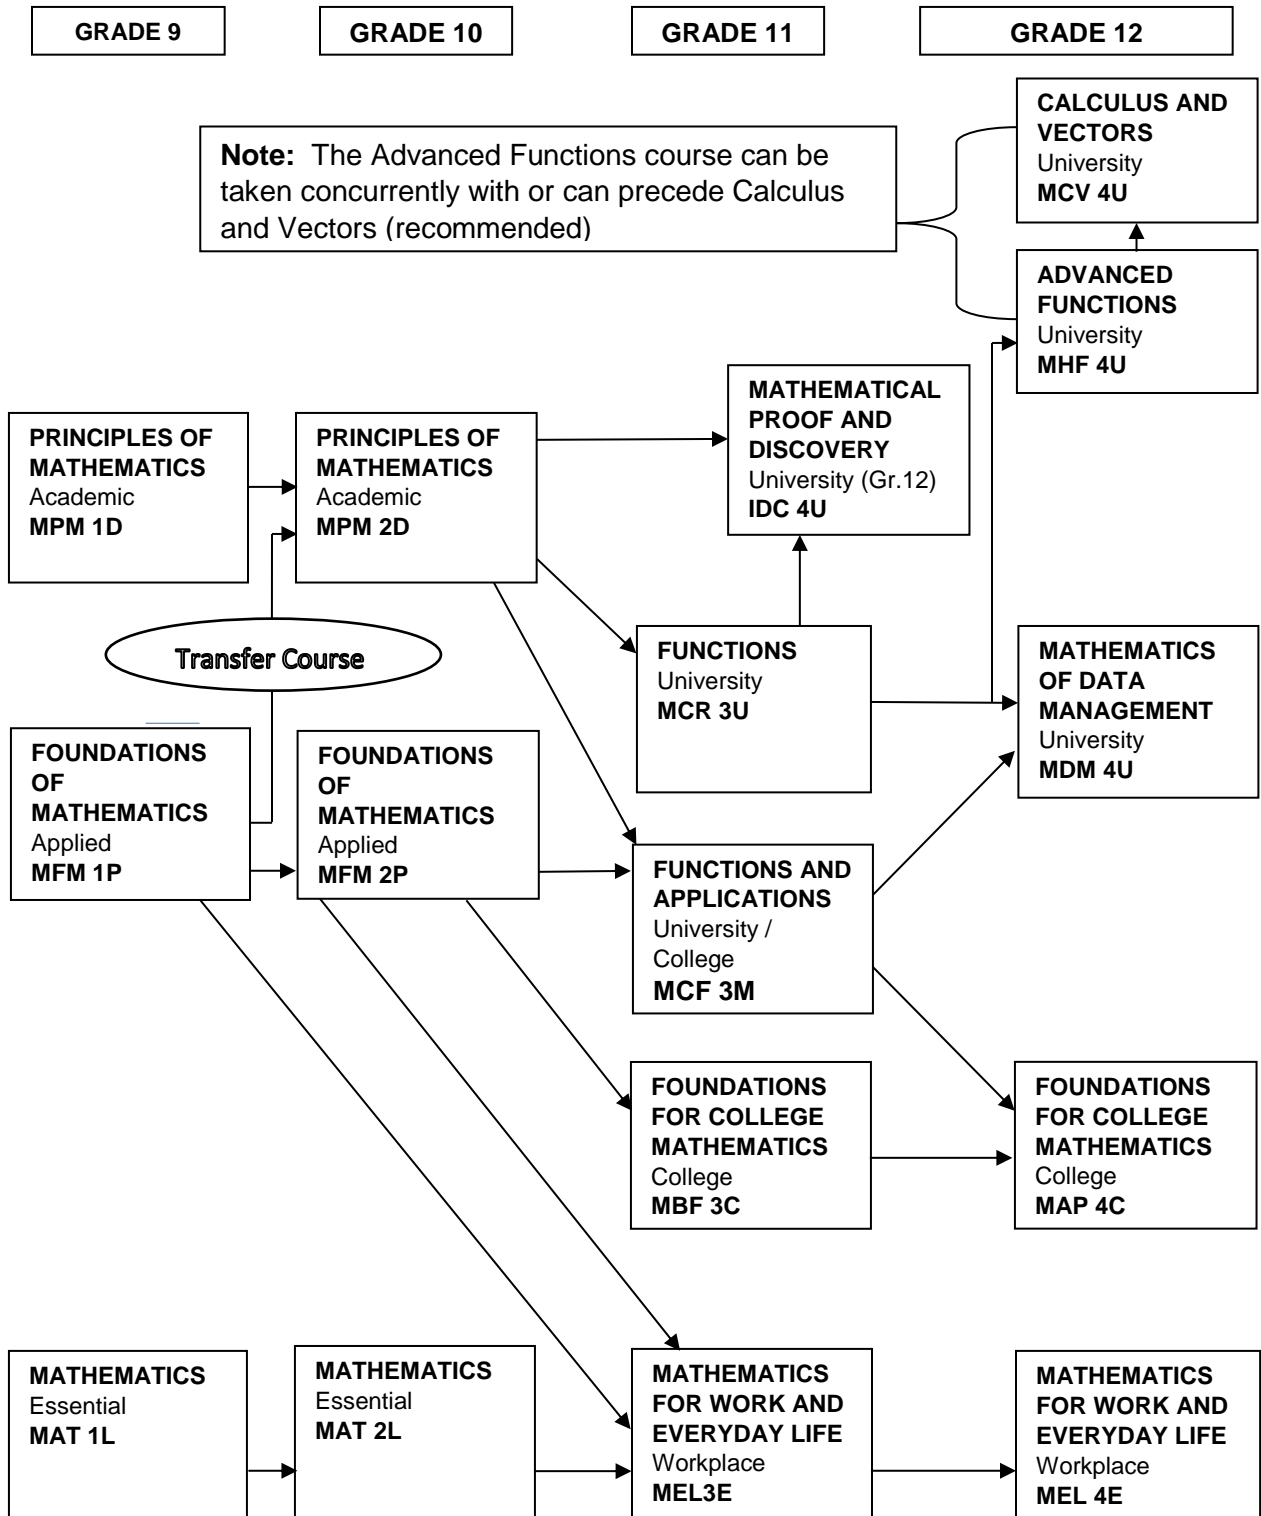 GRADE 9
GRADE 10
GRADE 11
GRADE 12
CALCULUS AND
VECTORS
University
MCV 4U
Note: The Advanced Functions course can be
taken concurrently with or can precede Calculus
and Vectors (recommended)
ADVANCED
FUNCTIONS
University
MHF 4U
MATHEMATICAL
PROOF AND
DISCOVERY
University (Gr.12)
IDC 4U
PRINCIPLES OF
MATHEMATICS
Academic
MPM 1D
PRINCIPLES OF
MATHEMATICS
Academic
MPM 2D
Transfer Course
FUNCTIONS
University
MCR 3U
MATHEMATICS
OF DATA
MANAGEMENT
University
MDM 4U
FOUNDATIONS
OF
MATHEMATICS
Applied
MFM 1P
FOUNDATIONS
OF
MATHEMATICS
Applied
MFM 2P
FUNCTIONS AND
APPLICATIONS
University /
College
MCF 3M
FOUNDATIONS
FOR COLLEGE
MATHEMATICS
College
MBF 3C
FOUNDATIONS
FOR COLLEGE
MATHEMATICS
College
MAP 4C
MATHEMATICS
Essential
MAT 1L
MATHEMATICS
Essential
MAT 2L
MATHEMATICS
FOR WORK AND
EVERYDAY LIFE
Workplace
MEL3E
MATHEMATICS
FOR WORK AND
EVERYDAY LIFE
Workplace
MEL 4E